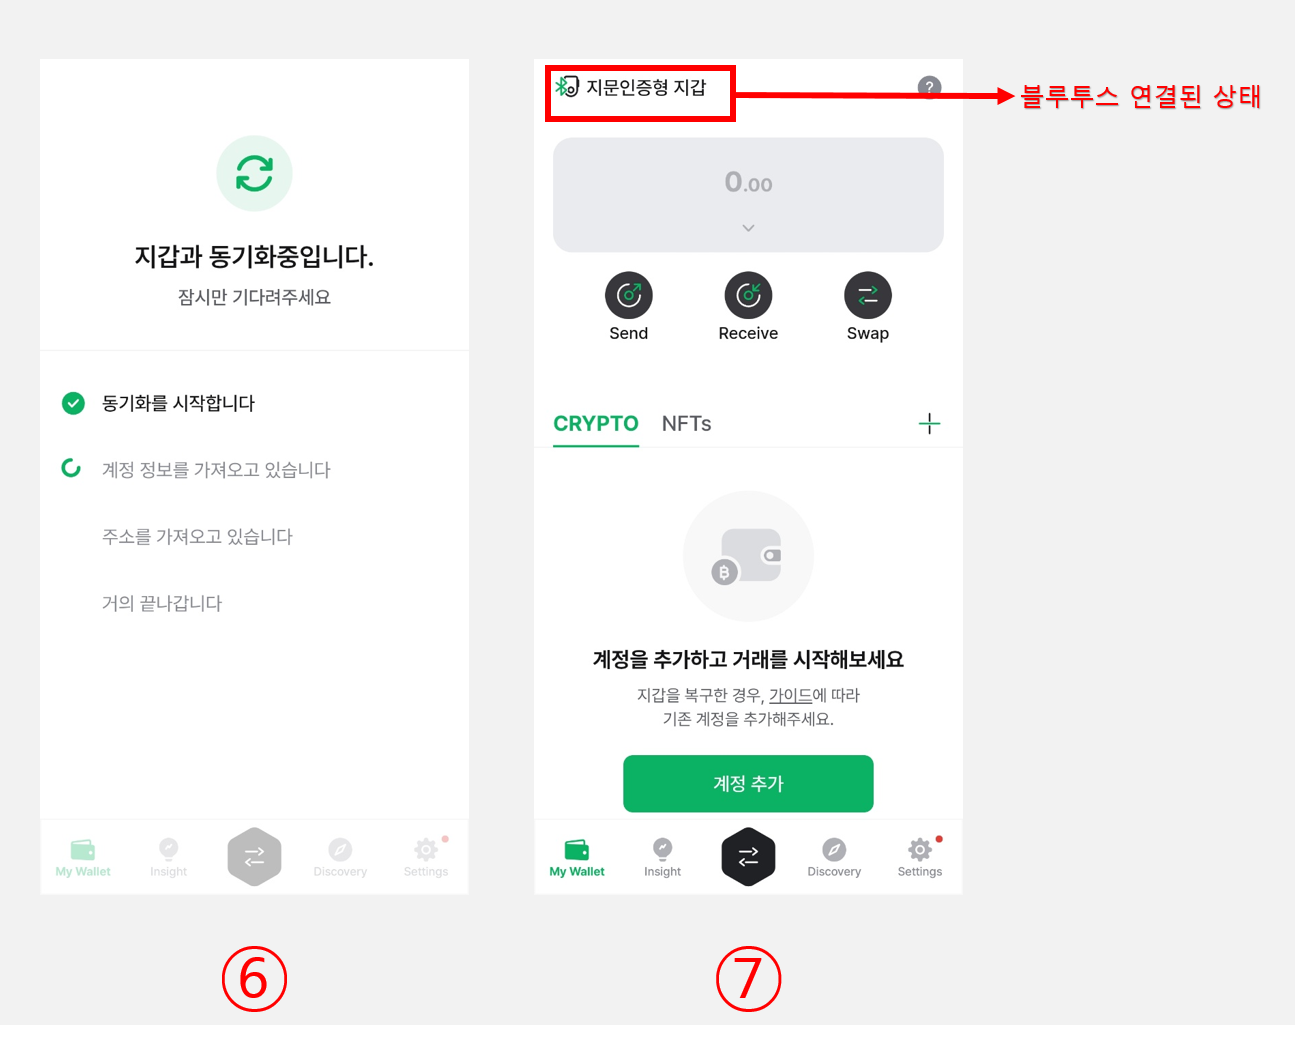 지갑과 동기화중입니다.
잠시만 기다려주세요
동기화를 시작합니다
계정 정보를 가져오고 있습니다
주소를 가져오고 있습니다
거의 끝나갑니다
My Wallet
Insight
Discovery
Settings
⑥
지문인증형 지갑
?
블루투스 연결된 상태
0.00
Send
Receive
Swap
CRYPTO
NFTs
계정을 추가하고 거래를 시작해보세요
지갑을 복구한 경우, 가이드에 따라
기존 계정을 추가해주세요.
계정 추가
My Wallet
Insight
Discovery
Settings
⑦